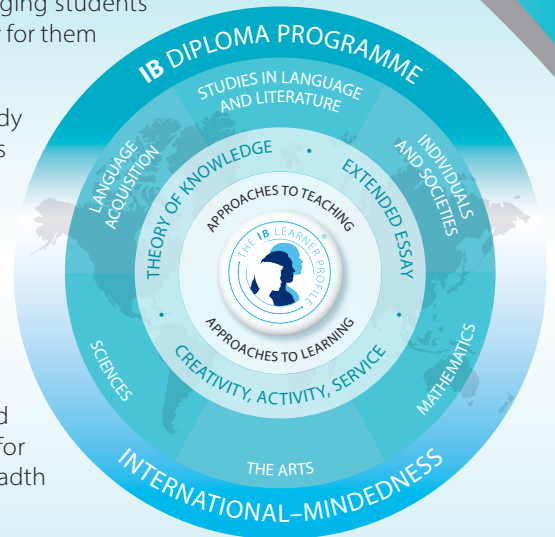 ging students
for them
dy
s
d
for
adth
IB DIPLOMA PROGRAMME
STUDIES IN LANGUAGE
AND LITERATURE
LANGUAGE
ACQUISITION
INDIVIDUALS
AND SOCIETIES
THEORY OF KNOWLEDGE
•
EXTENDED ESSAY
•
CREATIVITY, ACTIVITY, SERVICE
•
APPROACHES TO TEACHING
THE IB LEARNER PROFILE®
APPROACHES TO LEARNING
SCIENCES
MATHEMATICS
THE ARTS
INTERNATIONAL–MINDEDNESS